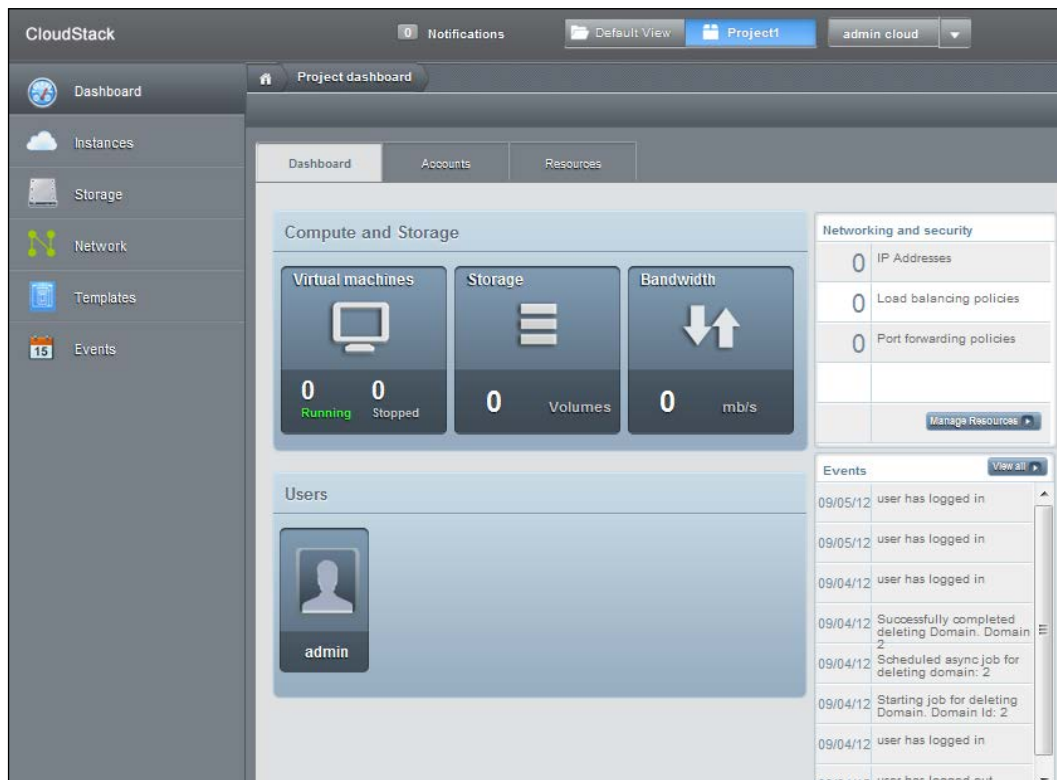 CloudStack
0 Notifications
Default View
Project1
admin cloud
Project dashboard
Dashboard
Instances
Storage
Network
Templates
15
Events
Dashboard
Accounts
Resources
Compute and Storage
Virtual machines
0 0
Running Stopped
Storage
0 Volumes
Bandwidth
0 mb/s
Users
admin
Networking and security
0 IP Addresses
0 Load balancing policies
0 Port forwarding policies
Manage Resources
Events
View all
09/05/12 user has logged in
09/05/12 user has logged in
09/04/12 user has logged in
09/04/12 Successfully completed
deleting Domain. Domain
2
09/04/12 Scheduled async job for
deleting domain: 2
09/04/12 Starting job for deleting
Domain. Domain Id: 2
09/04/12 user has logged in
user has logged out